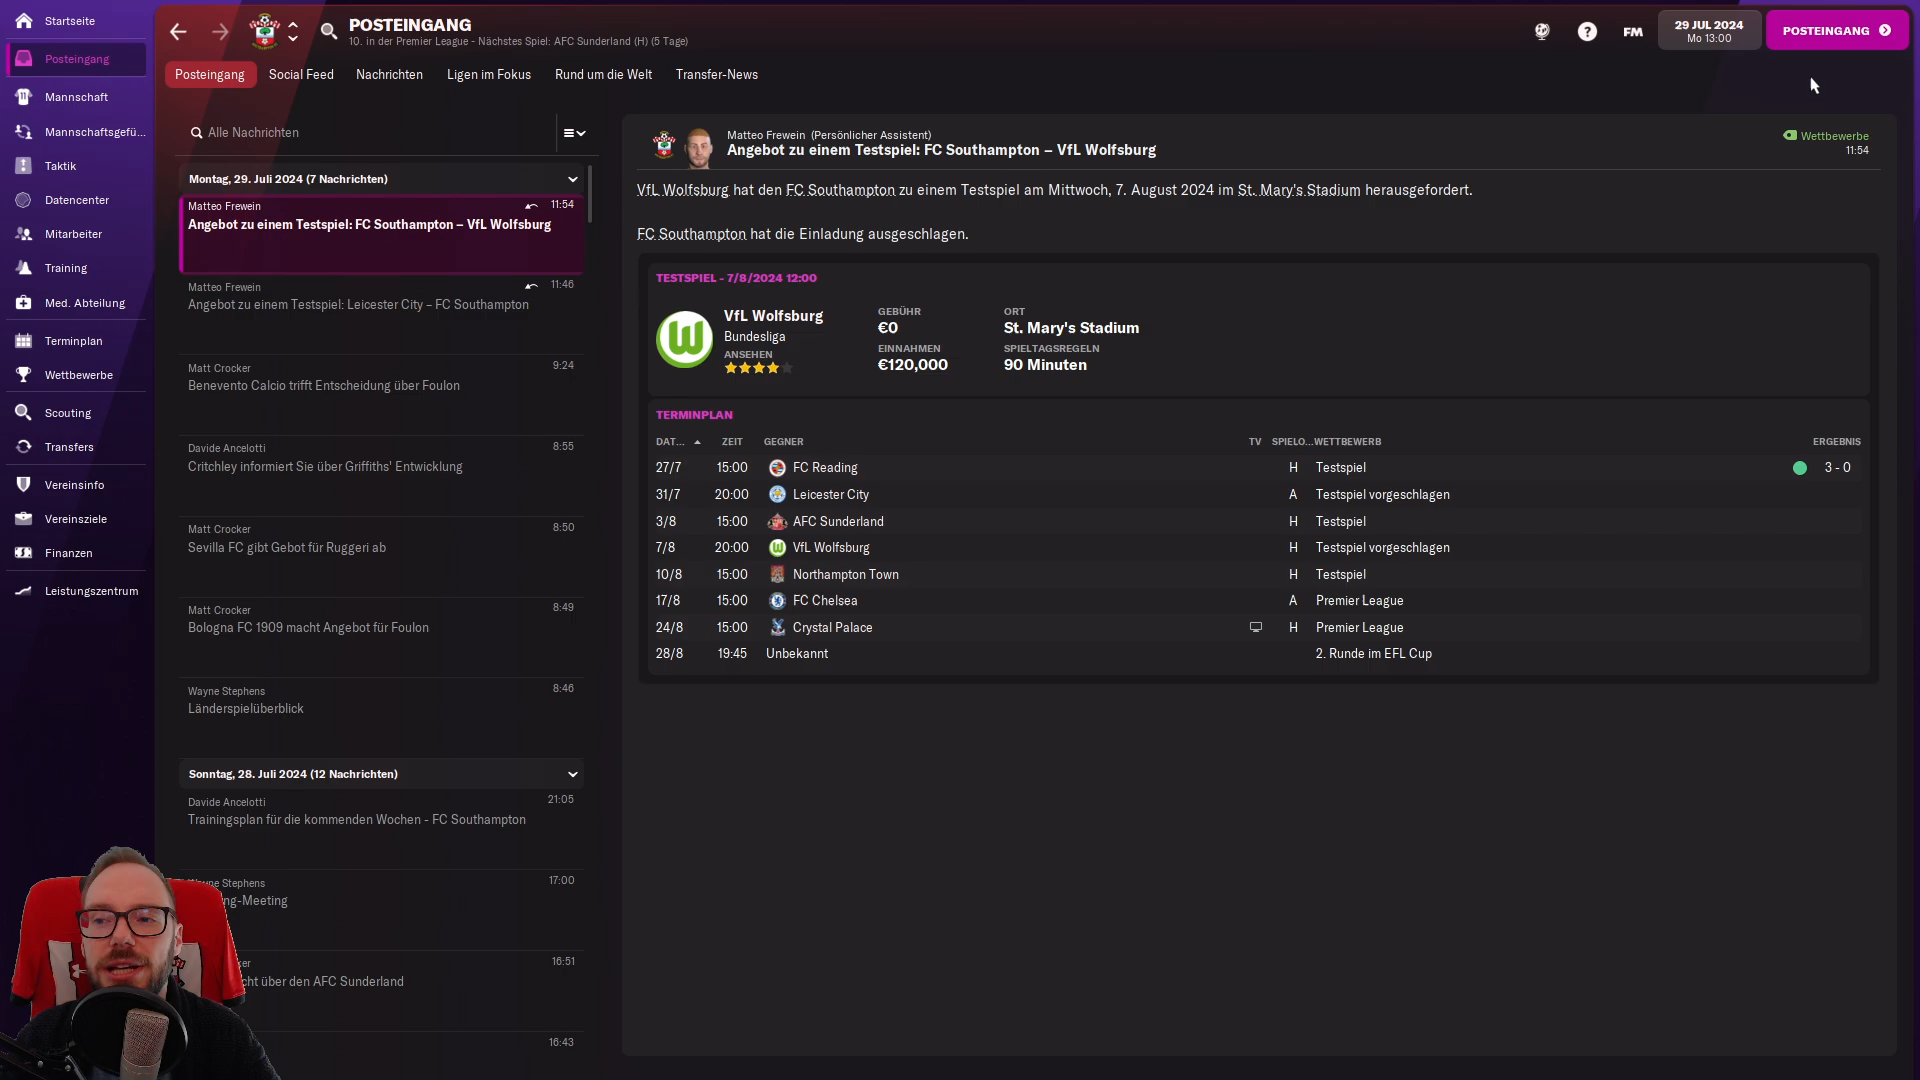 Startseite
Posteingang
Mannschaft
Mannschaftsgefü...
Taktik
Datencenter
Mitarbeiter
Training
Med. Abteilung
Terminplan
Wettbewerbe
Scouting
Transfers
Vereinsinfo
Vereinsziele
Finanzen
Leistungszentrum
POSTEINGANG
10. in der Premier League - Nächstes Spiel: AFC Sunderland (H) (5 Tage)
FM
29 JUL 2024
Mo 13:00
POSTEINGANG
Posteingang Social Feed Nachrichten Ligen im Fokus Rund um die Welt Transfer-News
Alle Nachrichten
Montag, 29. Juli 2024 (7 Nachrichten)
Matteo Frewein 11:54
Angebot zu einem Testspiel: FC Southampton – VfL Wolfsburg
Matteo Frewein 11:46
Angebot zu einem Testspiel: Leicester City – FC Southampton
Matt Crocker 9:24
Benevento Calcio trifft Entscheidung über Foulon
Davide Ancelotti 8:55
Critchley informiert Sie über Griffiths' Entwicklung
Matt Crocker 8:50
Sevilla FC gibt Gebot für Ruggeri ab
Matt Crocker 8:49
Bologna FC 1909 macht Angebot für Foulon
Wayne Stephens 8:46
Länderspielüberblick
Sonntag, 28. Juli 2024 (12 Nachrichten)
Davide Ancelotti 21:05
Trainingsplan für die kommenden Wochen - FC Southampton
Stephens 17:00
ng-Meeting
ker 16:51
cht über den AFC Sunderland
16:43
Matteo Frewein (Persönlicher Assistent)
Angebot zu einem Testspiel: FC Southampton – VfL Wolfsburg
Wettbewerbe
11:54
VfL Wolfsburg hat den FC Southampton zu einem Testspiel am Mittwoch, 7. August 2024 im St. Mary's Stadium herausgefordert.
FC Southampton hat die Einladung ausgeschlagen.
TESTSPIEL - 7/8/2024 12:00
VfL Wolfsburg
Bundesliga
ANSEHEN
GEBÜHR
€0
EINNAHMEN
€120,000
ORT
St. Mary's Stadium
SPIELTAGSREGELN
90 Minuten
TERMINPLAN
DAT... ZEIT GEGNER TV SPIELO... WETTBEWERB ERGEBNIS
27/7 15:00 FC Reading H Testspiel 3 - 0
31/7 20:00 Leicester City A Testspiel vorgeschlagen
3/8 15:00 AFC Sunderland H Testspiel
7/8 20:00 VfL Wolfsburg H Testspiel vorgeschlagen
10/8 15:00 Northampton Town H Testspiel
17/8 15:00 FC Chelsea A Premier League
24/8 15:00 Crystal Palace H Premier League
28/8 19:45 Unbekannt 2. Runde im EFL Cup